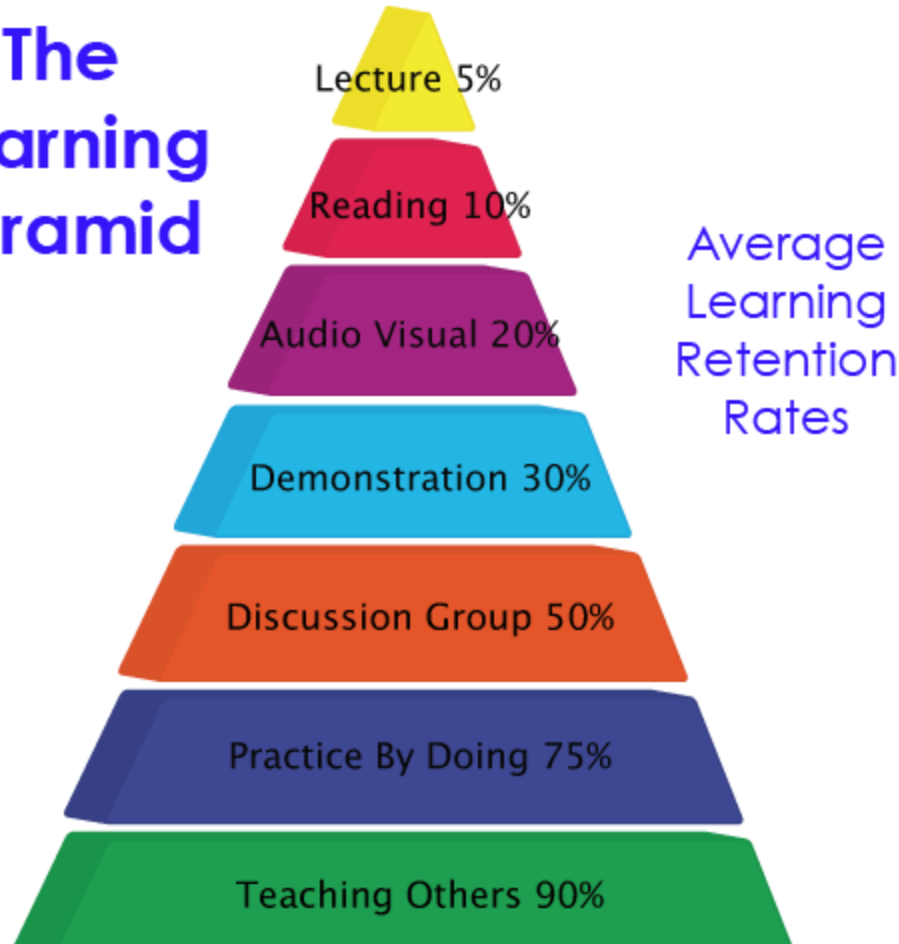 The
arning
ramid
Lecture 5%
Reading 10%
Audio Visual 20%
Demonstration 30%
Discussion Group 50%
Practice By Doing 75%
Teaching Others 90%
Average
Learning
Retention
Rates